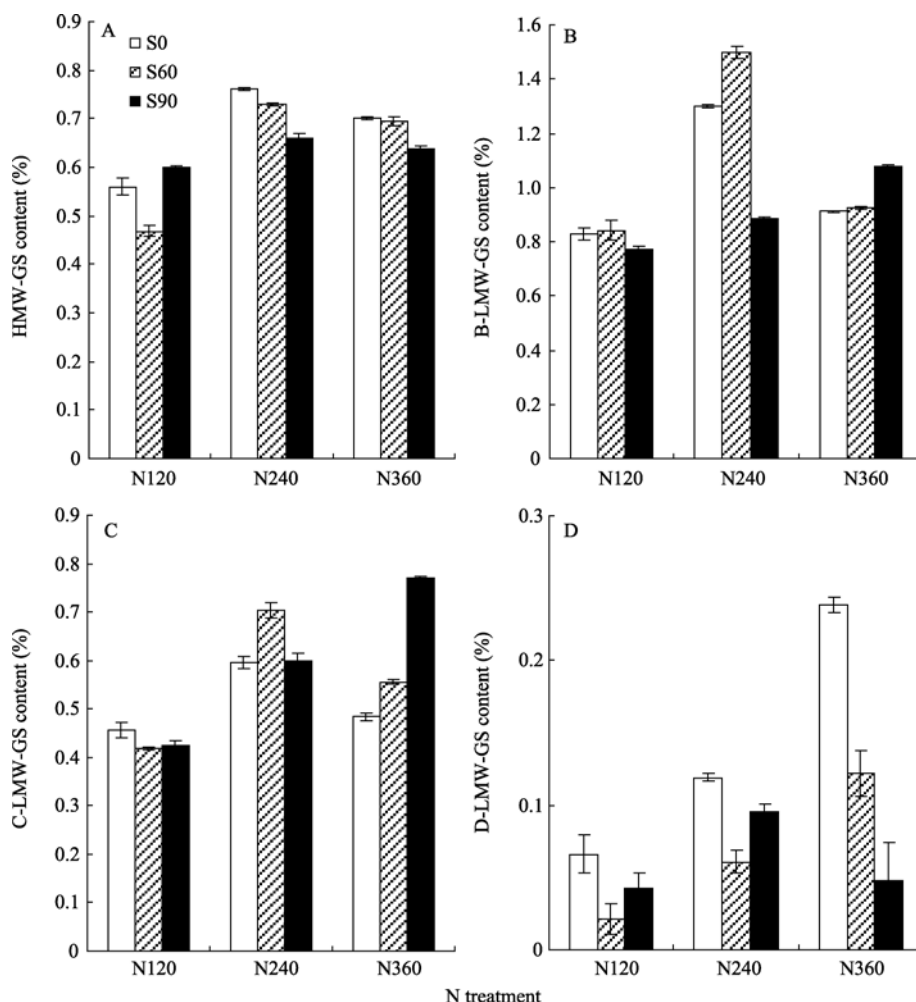 A
S0
S60
S90
HMW-GS content (%)
0.9
0.8
0.7
0.6
0.5
0.4
0.3
0.2
0.1
0
N120 N240 N360
B
B-LMW-GS content (%)
1.6
1.4
1.2
1.0
0.8
0.6
0.4
0.2
0
N120 N240 N360
C
C-LMW-GS content (%)
0.9
0.8
0.7
0.6
0.5
0.4
0.3
0.2
0.1
0
N120 N240 N360
D
D-LMW-GS content (%)
0.3
0.2
0.1
0
N120 N240 N360
N treatment